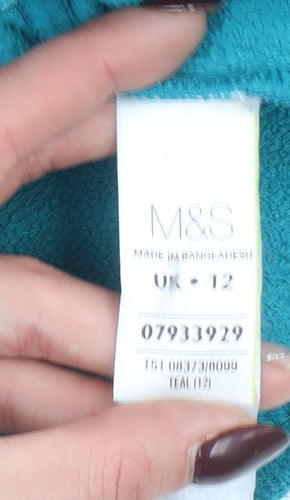 M&S
MADE IN BANGLADESH
UK • 12
07933929
T51 08373/8099
TEAL (12)